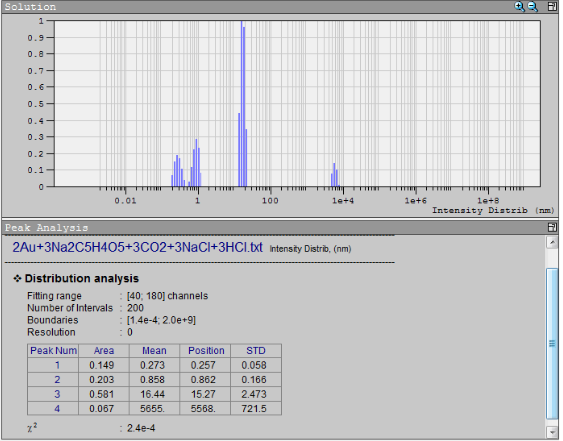 Solution
1
0.9
0.8
0.7
0.6
0.5
0.4
0.3
0.2
0.1
0
0.01 1 100 1e+4 1e+6 1e+8
Intensity Distrib (nm)
Peak Analysis
2Au+3Na2C5H4O5+3CO2+3NaCl+3HCl.txt Intensity Distrib, (nm)
Distribution analysis
Fitting range : [40; 180] channels
Number of Intervals : 200
Boundaries : [1.4e-4; 2.0e+9]
Resolution : 0
Peak Num Area Mean Position STD
1 0.149 0.273 0.257 0.058
2 0.203 0.858 0.862 0.166
3 0.581 16.44 15.27 2.473
4 0.067 5655. 5568. 721.5
χ² : 2.4e-4